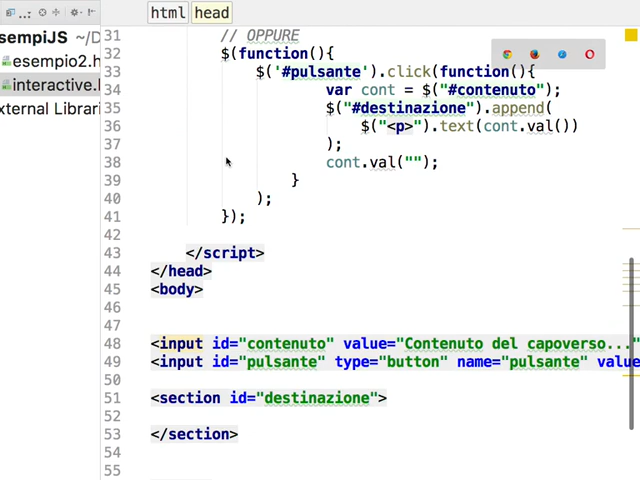 html head
sempiJS ~/D
esempio2.h
interactive.
xternal Librari
31 // OPPURE
32 $(function(){
33 $('#pulsante').click(function(){
34 var cont = $("#contenuto");
35 $("#destinazione").append(
36 $("<p>").text(cont.val())
37 );
38 cont.val("");
39 }
40 );
41 });
42
43 </script>
44 </head>
45 <body>
46
47
48 <input id="contenuto" value="Contenuto del capoverso..."
49 <input id="pulsante" type="button" name="pulsante" value
50
51 <section id="destinazione">
52
53 </section>
54
55